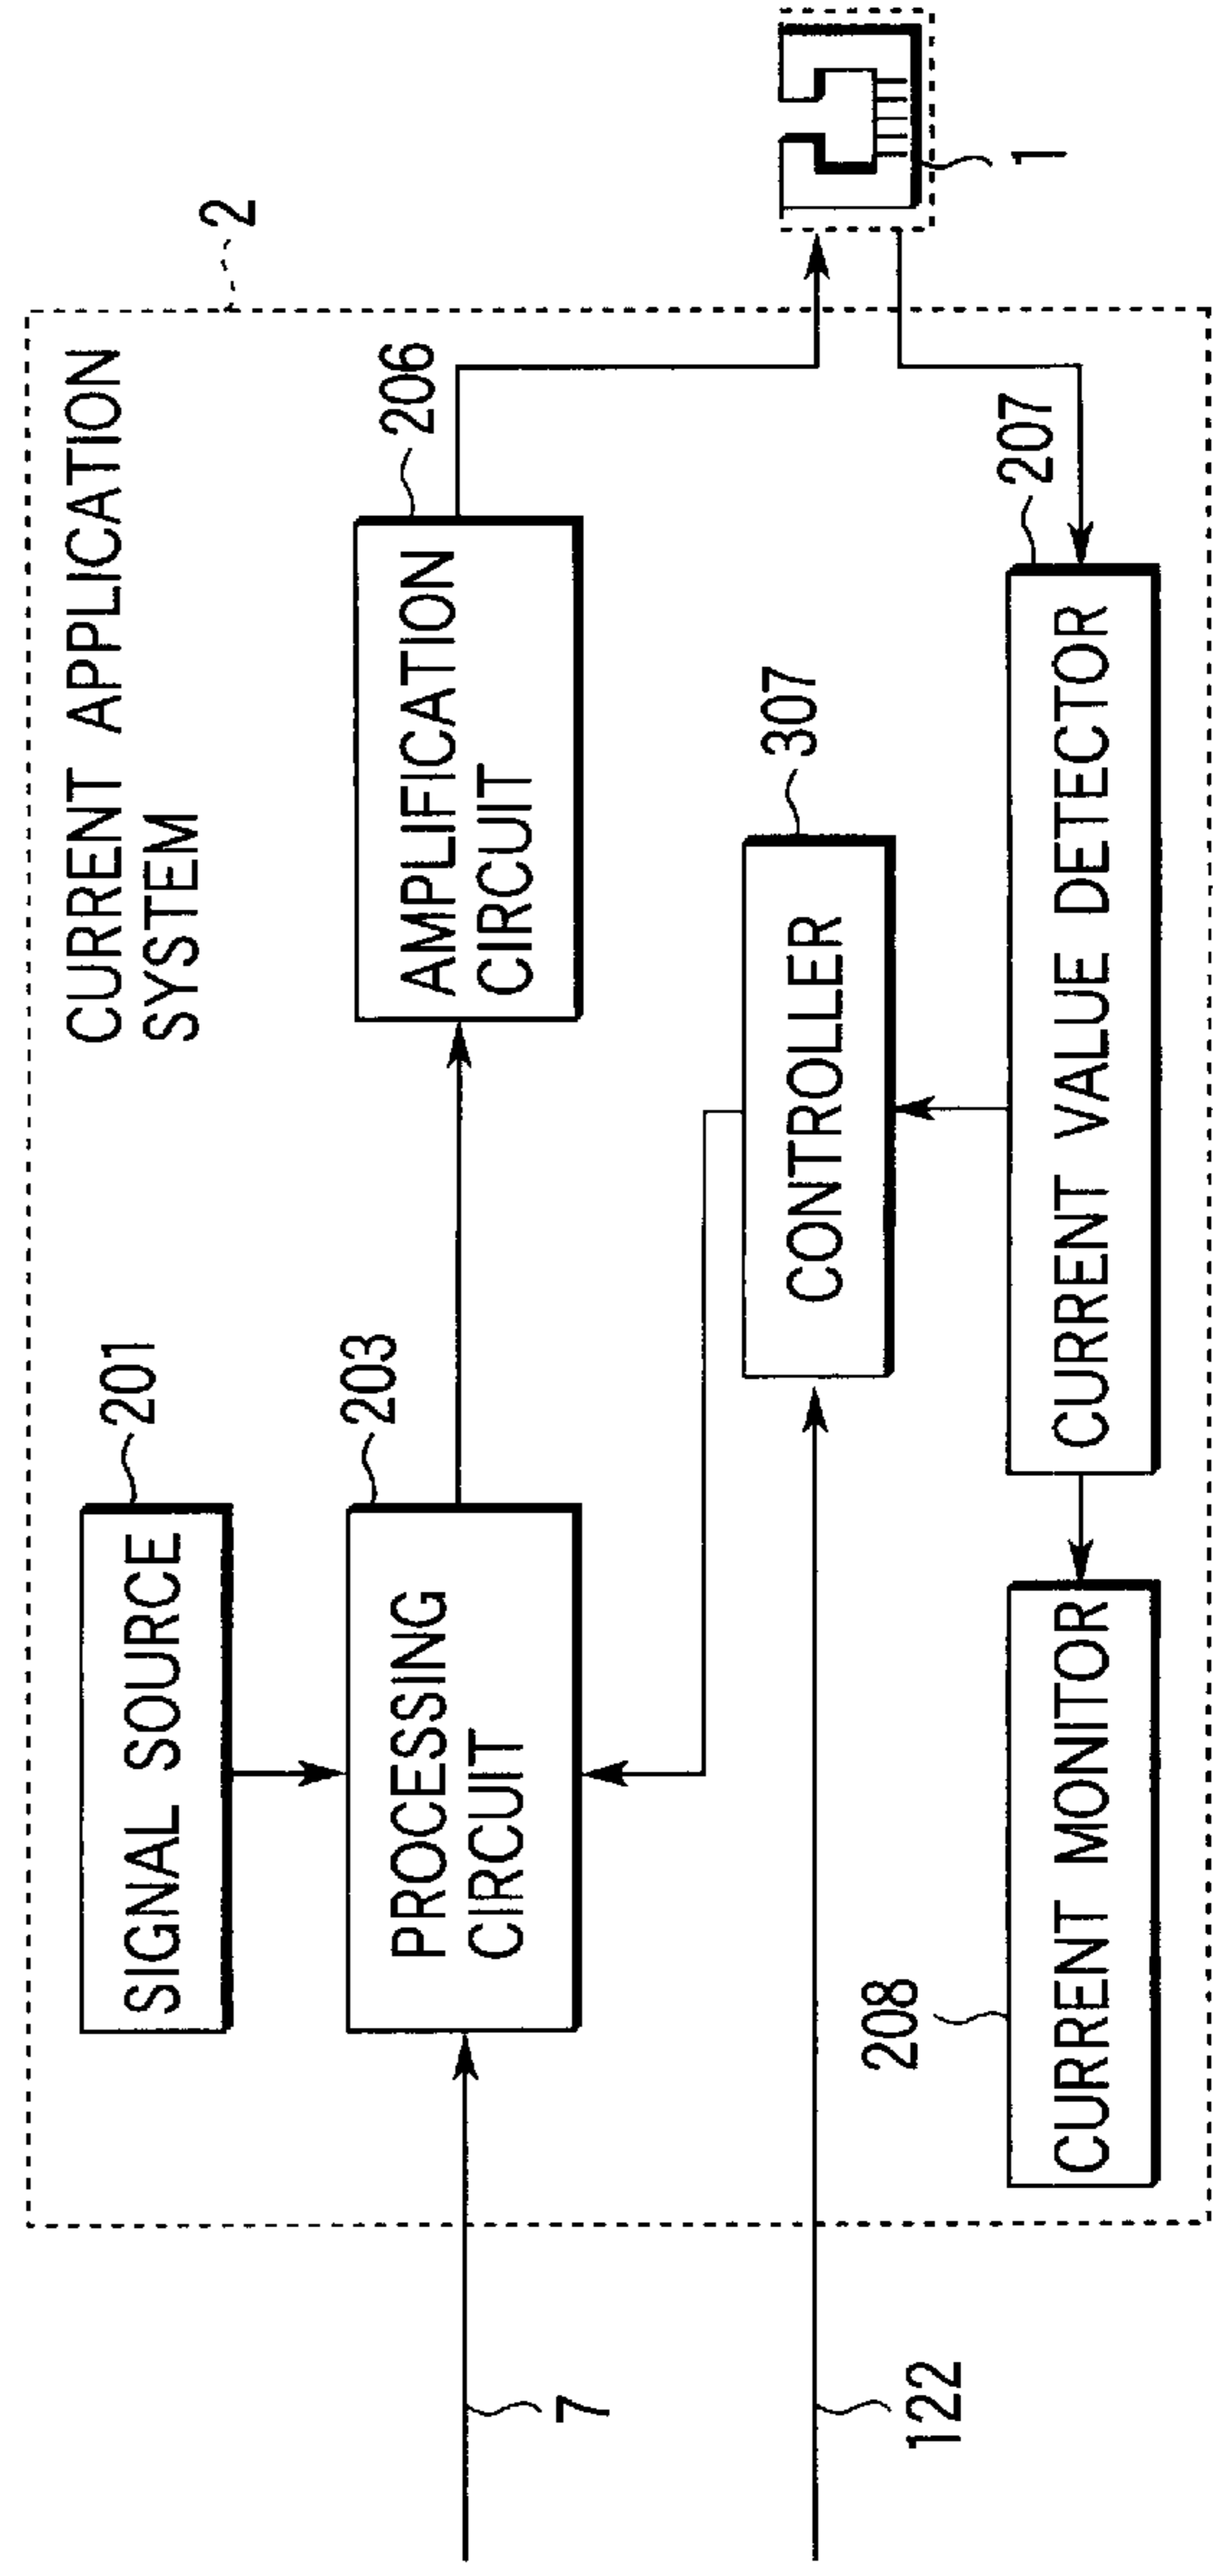 CURRENT APPLICATION
SYSTEM
2
SIGNAL SOURCE
201
PROCESSING
CIRCUIT
203
AMPLIFICATION
CIRCUIT
206
7
CONTROLLER
307
122
1
CURRENT MONITOR
208
CURRENT VALUE DETECTOR
207